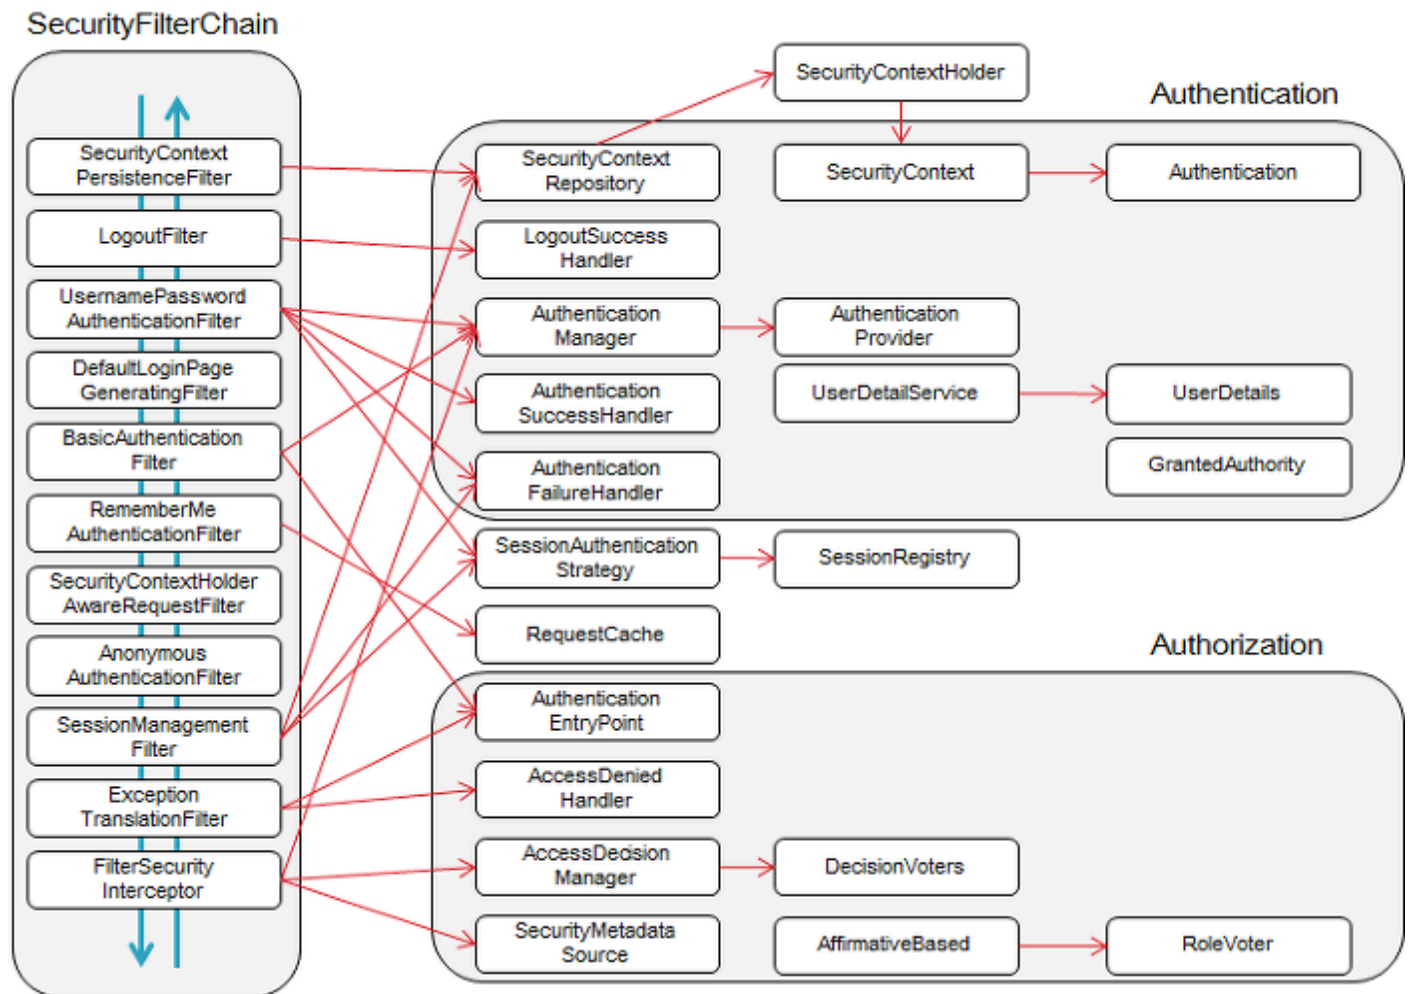 SecurityFilterChain
SecurityContext
PersistenceFilter
LogoutFilter
UsernamePassword
AuthenticationFilter
DefaultLoginPage
GeneratingFilter
BasicAuthentication
Filter
RememberMe
AuthenticationFilter
SecurityContextHolder
AwareRequestFilter
Anonymous
AuthenticationFilter
SessionManagement
Filter
Exception
TranslationFilter
FilterSecurity
Interceptor
SecurityContextHolder
Authentication
SecurityContext
Repository
SecurityContext
Authentication
LogoutSuccess
Handler
Authentication
Manager
Authentication
Provider
Authentication
SuccessHandler
UserDetailService
UserDetails
Authentication
FailureHandler
GrantedAuthority
SessionAuthentication
Strategy
SessionRegistry
RequestCache
Authorization
Authentication
EntryPoint
AccessDenied
Handler
AccessDecision
Manager
DecisionVoters
SecurityMetadata
Source
AffirmativeBased
RoleVoter